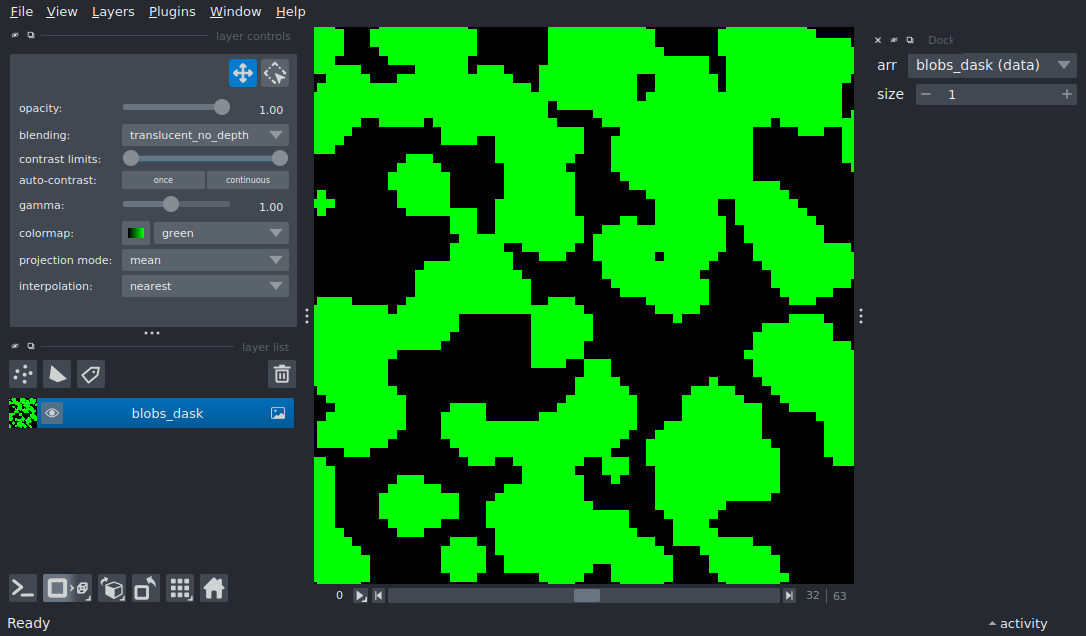 File View Layers Plugins Window Help
layer controls
opacity: 1.00
blending: translucent_no_depth
contrast limits:
auto-contrast: once continuous
gamma: 1.00
colormap: green
projection mode: mean
interpolation: nearest
layer list
blobs_dask
0 32 63
Ready
activity
Dock
arr blobs_dask (data)
size 1